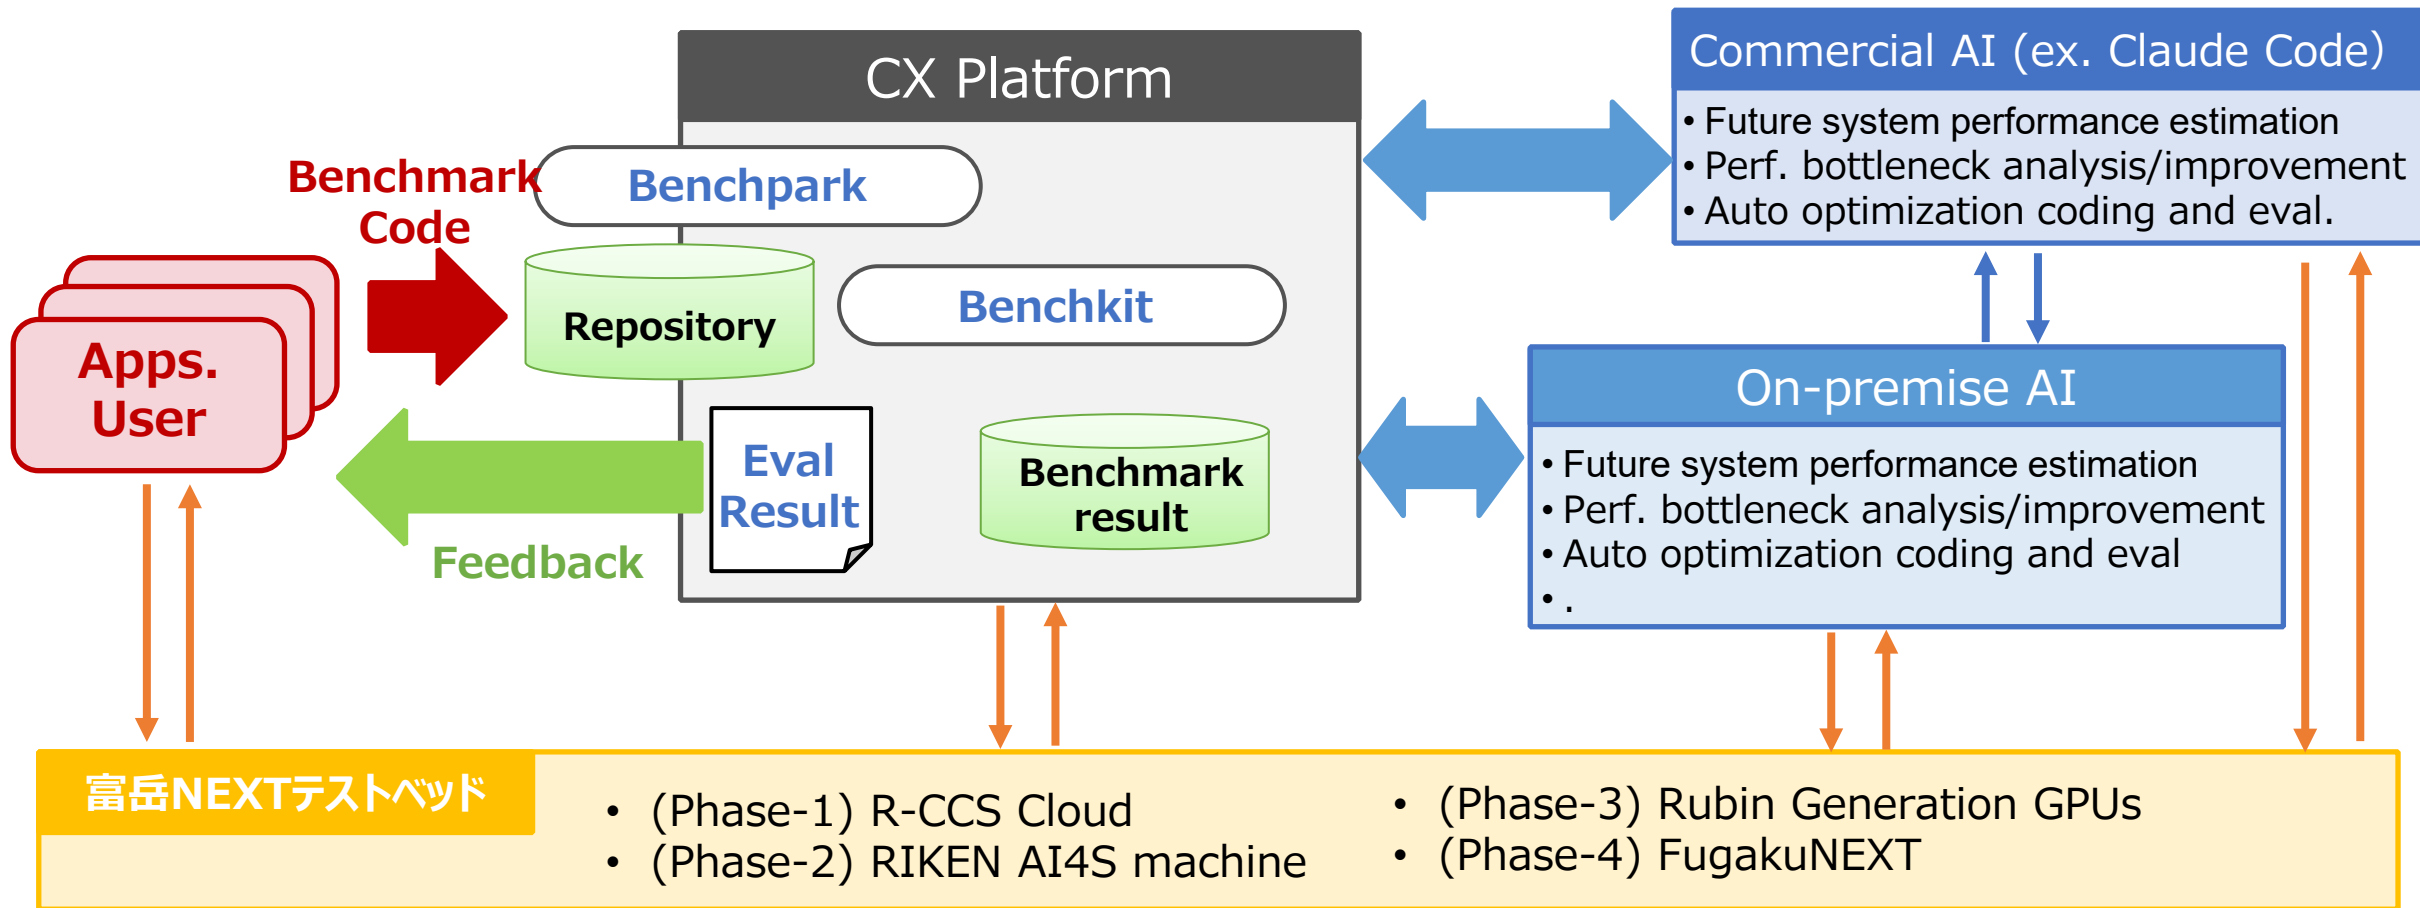 CX Platform
Commercial AI (ex. Claude Code）
• Future system performance estimation
• Perf. bottleneck analysis/improvement
• Auto optimization coding and eval.
Benchmark
Code
Benchpark
Repository
Benchkit
Apps.
User
Eval
Result
Benchmark
result
Feedback
On-premise AI
• Future system performance estimation
• Perf. bottleneck analysis/improvement
• Auto optimization coding and eval
• .
富岳NEXTテストベッド
• (Phase-1) R-CCS Cloud
• (Phase-2) RIKEN AI4S machine
• (Phase-3) Rubin Generation GPUs
• (Phase-4) FugakuNEXT